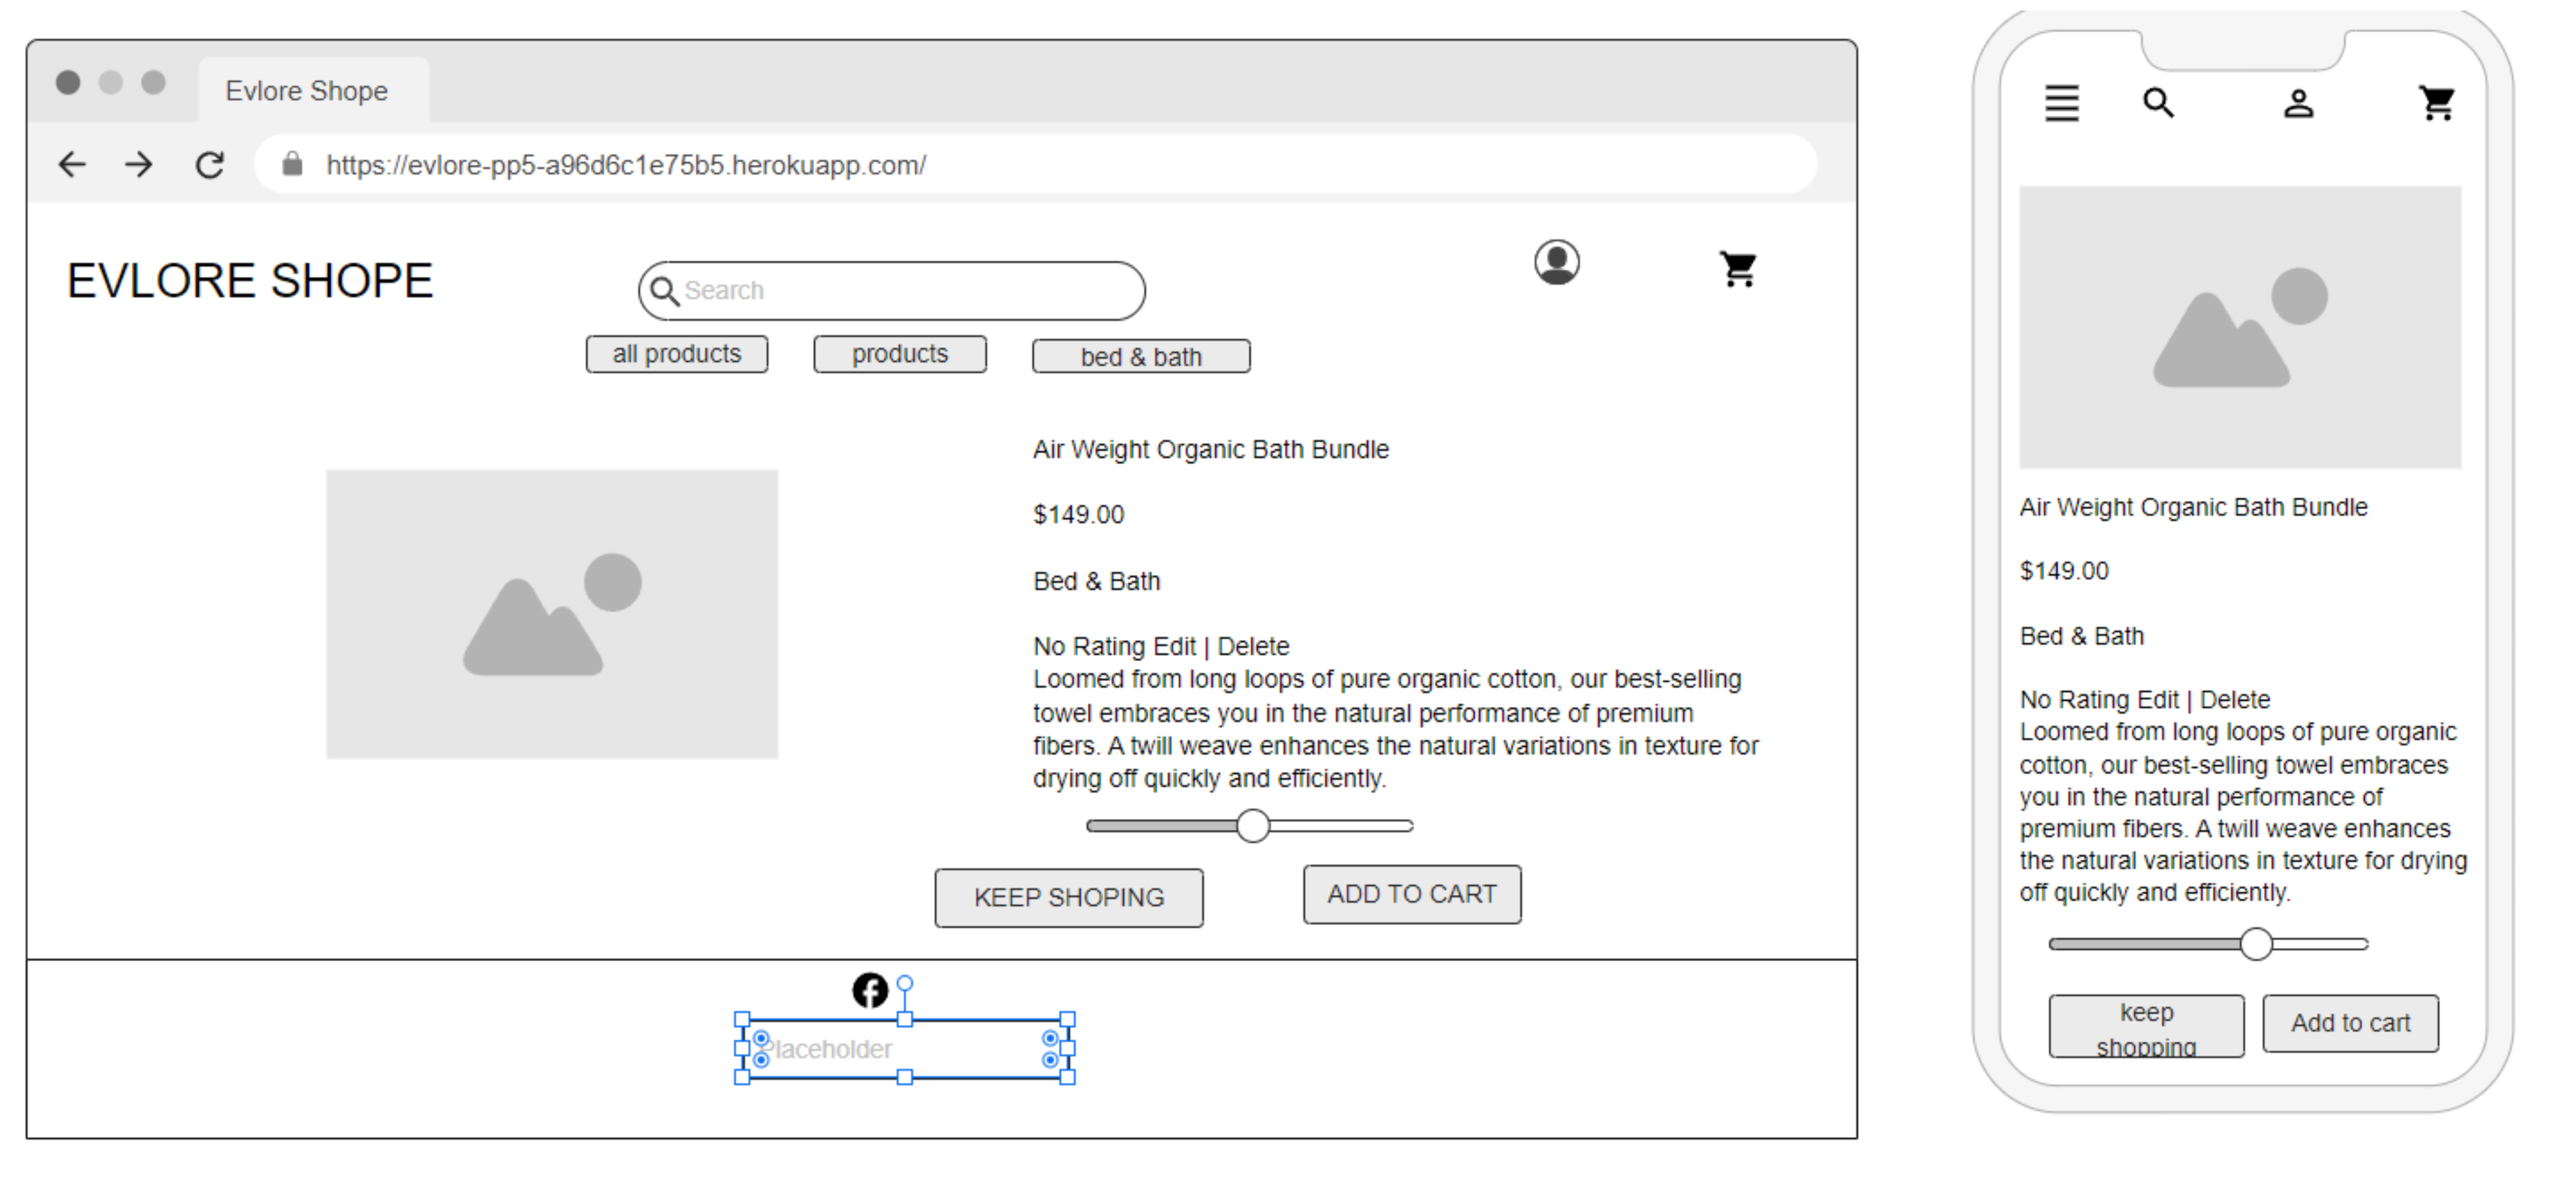 Evlore Shope
https://evlore-pp5-a96d6c1e75b5.herokuapp.com/
EVLORE SHOPE
Search
all products
products
bed & bath
Air Weight Organic Bath Bundle
$149.00
Bed & Bath
No Rating Edit | Delete
Loomed from long loops of pure organic cotton, our best-selling
towel embraces you in the natural performance of premium
fibers. A twill weave enhances the natural variations in texture for
drying off quickly and efficiently.
KEEP SHOPING
ADD TO CART
Placeholder
Air Weight Organic Bath Bundle
$149.00
Bed & Bath
No Rating Edit | Delete
Loomed from long loops of pure organic
cotton, our best-selling towel embraces
you in the natural performance of
premium fibers. A twill weave enhances
the natural variations in texture for drying
off quickly and efficiently.
keep
shopping
Add to cart